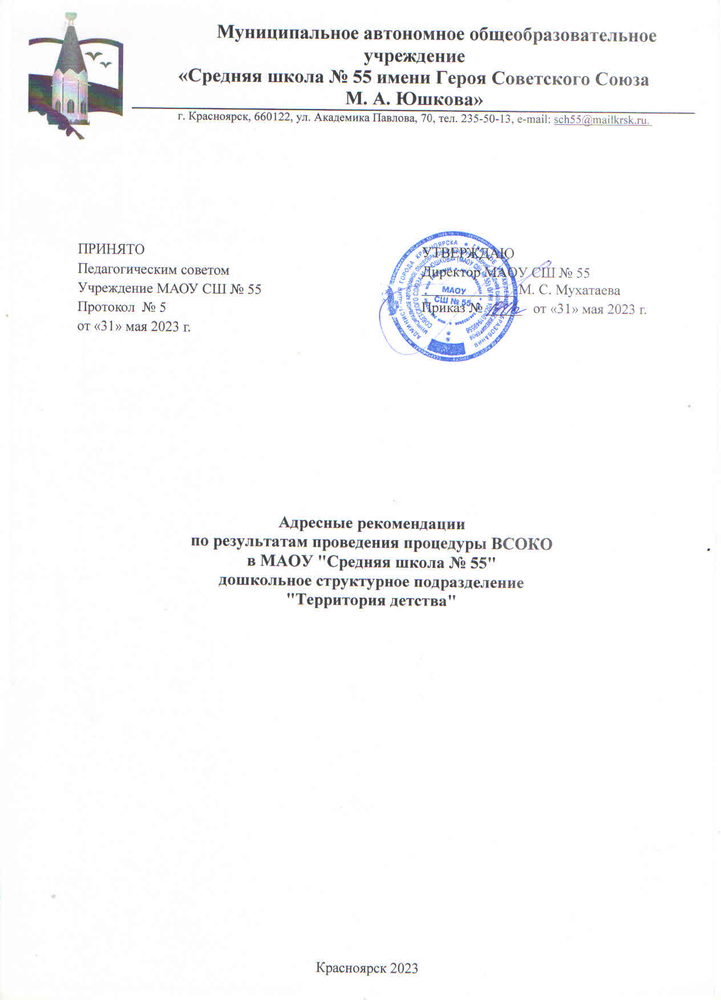 Муниципальное автономное общеобразовательное
учреждение
«Средняя школа № 55 имени Героя Советского Союза
М. А. Юшкова»
г. Красноярск, 660122, ул. Академика Павлова, 70, тел. 235-50-13, e-mail: sch55@mailkrsk.ru.
ПРИНЯТО
Педагогическим советом
Учреждение МАОУ СШ № 55
Протокол № 5
от «31» мая 2023 г.
УТВЕРЖДАЮ
Директор МАОУ СШ № 55
М. С. Мухатаева
Приказ № от «31» мая 2023 г.
МАОУ
СШ № 55
Адресные рекомендации
по результатам проведения процедуры ВСОКО
в МАОУ "Средняя школа № 55"
дошкольное структурное подразделение
"Территория детства"
Красноярск 2023